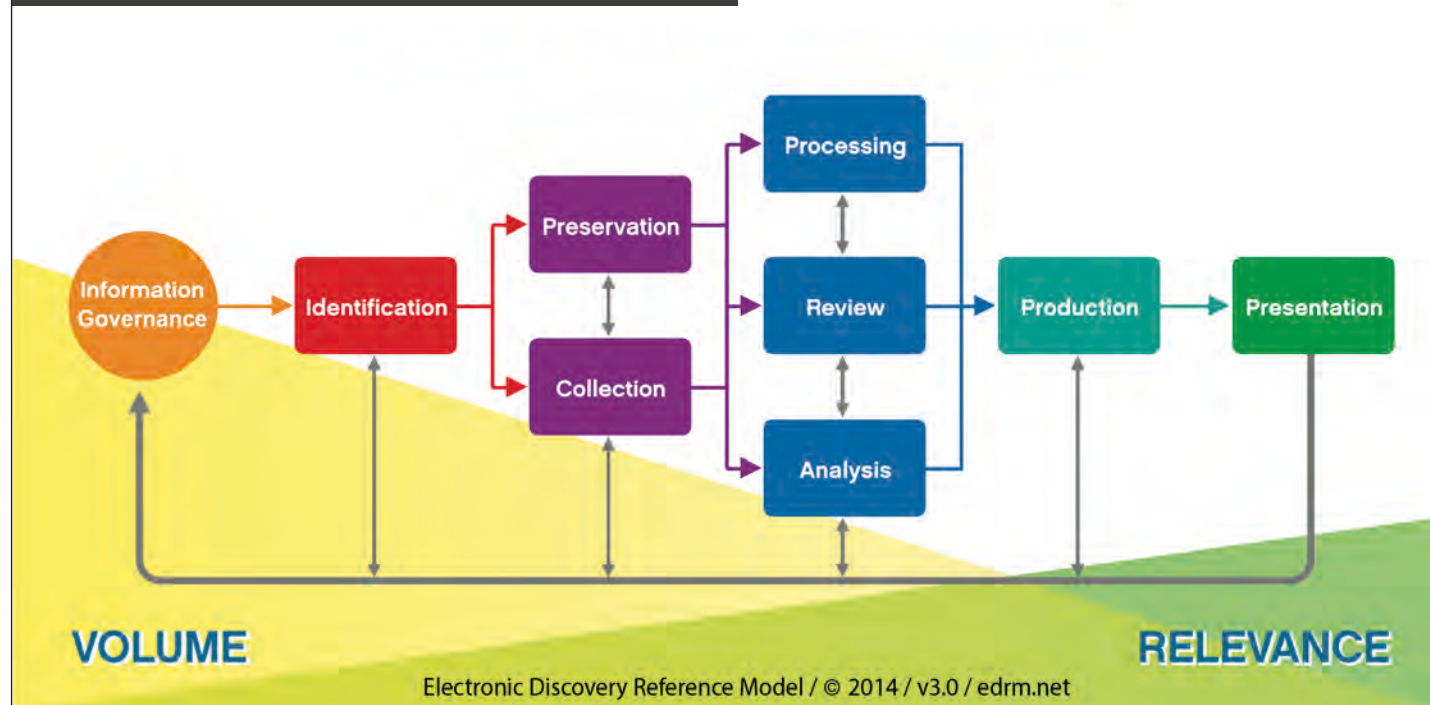 Processing
Preservation
Information
Governance
Identification
Review
Production
Presentation
Collection
Analysis
VOLUME
RELEVANCE
Electronic Discovery Reference Model / © 2014 / v3.0 / edrm.net